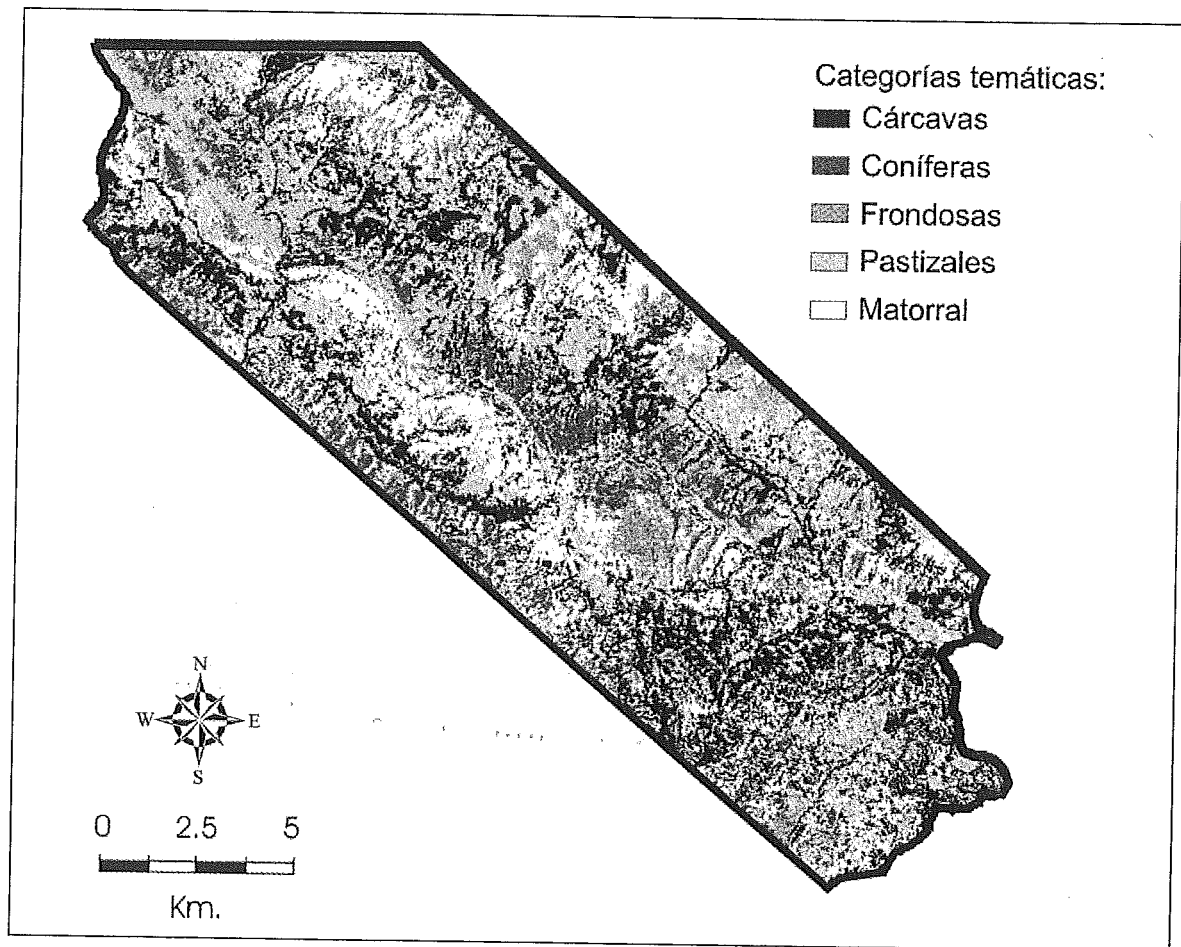 Categorías temáticas:
Cárcavas
Coníferas
Frondosas
Pastizales
Matorral
N
W E
S
0 2.5 5
Km.